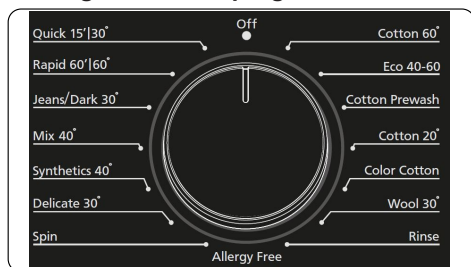 Off
Quick 15'|30° Cotton 60°
Rapid 60'|60° Eco 40-60
Jeans/Dark 30° Cotton Prewash
Mix 40° Cotton 20°
Synthetics 40° Color Cotton
Delicate 30° Wool 30°
Spin Rinse
Allergy Free